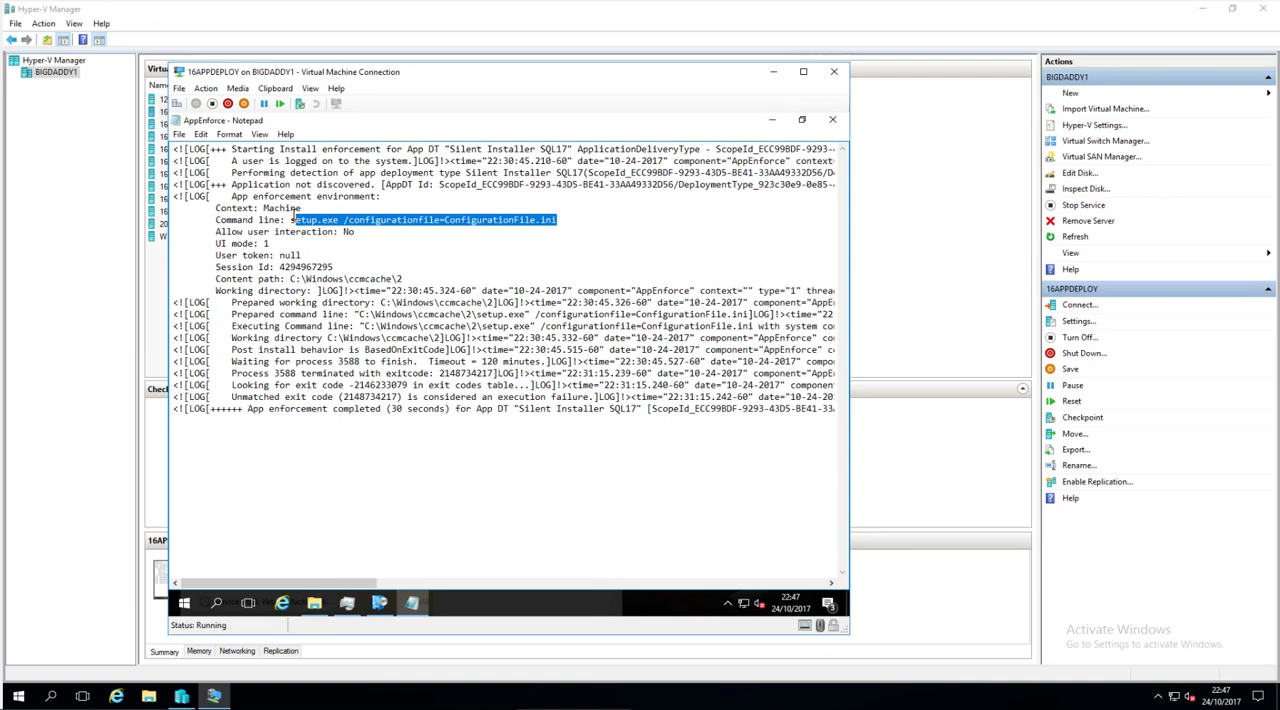 Hyper-V Manager
File Action View Help
Hyper-V Manager
BIGDADDY1
Virtu
Nam
12
16
16
16
16
16
16
16
16
16
20
W
Chec
16AP
Summary Memory Networking Replication
16APPDEPLOY on BIGDADDY1 - Virtual Machine Connection
File Action Media Clipboard View Help
AppEnforce - Notepad
File Edit Format View Help
<![LOG[+++ Starting Install enforcement for App DT "Silent Installer SQL17" ApplicationDeliveryType - ScopeId_ECC99BDF-9293-
<![LOG[ A user is logged on to the system.]LOG]!><time="22:30:45.210-60" date="10-24-2017" component="AppEnforce" context
<![LOG[ Performing detection of app deployment type Silent Installer SQL17(ScopeId_ECC99BDF-9293-43D5-BE41-33AA49332D56/D
<![LOG[+++ Application not discovered. [AppDT Id: ScopeId_ECC99BDF-9293-43D5-BE41-33AA49332D56/DeploymentType_923c30e9-0e85-
<![LOG[ App enforcement environment:
Context: Machine
Command line: setup.exe /configurationfile=ConfigurationFile.ini
Allow user interaction: No
UI mode: 1
User token: null
Session Id: 4294967295
Content path: C:\Windows\ccmcache\2
Working directory: ]LOG]!><time="22:30:45.324-60" date="10-24-2017" component="AppEnforce" context="" type="1" threa
<![LOG[ Prepared working directory: C:\Windows\ccmcache\2]LOG]!><time="22:30:45.326-60" date="10-24-2017" component="AppE
<![LOG[ Prepared command line: "C:\Windows\ccmcache\2\setup.exe" /configurationfile=ConfigurationFile.ini]LOG]!><time="22
<![LOG[ Executing Command line: "C:\Windows\ccmcache\2\setup.exe" /configurationfile=ConfigurationFile.ini with system co
<![LOG[ Working directory C:\Windows\ccmcache\2]LOG]!><time="22:30:45.332-60" date="10-24-2017" component="AppEnforce" co
<![LOG[ Post install behavior is BasedOnExitCode]LOG]!><time="22:30:45.515-60" date="10-24-2017" component="AppEnforce" c
<![LOG[ Waiting for process 3588 to finish. Timeout = 120 minutes.]LOG]!><time="22:30:45.527-60" date="10-24-2017" compon
<![LOG[ Process 3588 terminated with exitcode: 2148734217]LOG]!><time="22:31:15.239-60" date="10-24-2017" component="AppE
<![LOG[ Looking for exit code -2146233079 in exit codes table...]LOG]!><time="22:31:15.240-60" date="10-24-2017" componen
<![LOG[ Unmatched exit code (2148734217) is considered an execution failure.]LOG]!><time="22:31:15.242-60" date="10-24-20
<![LOG[++++++ App enforcement completed (30 seconds) for App DT "Silent Installer SQL17" [ScopeId_ECC99BDF-9293-43D5-BE41-33A
22:47
24/10/2017
3
Status: Running
Actions
BIGDADDY1
New
Import Virtual Machine...
Hyper-V Settings...
Virtual Switch Manager...
Virtual SAN Manager...
Edit Disk...
Inspect Disk...
Stop Service
Remove Server
Refresh
View
Help
16APPDEPLOY
Connect...
Settings...
Turn Off...
Shut Down...
Save
Pause
Reset
Checkpoint
Move...
Export...
Rename...
Enable Replication...
Help
Activate Windows
Go to Settings to activate Windows.
22:47
24/10/2017